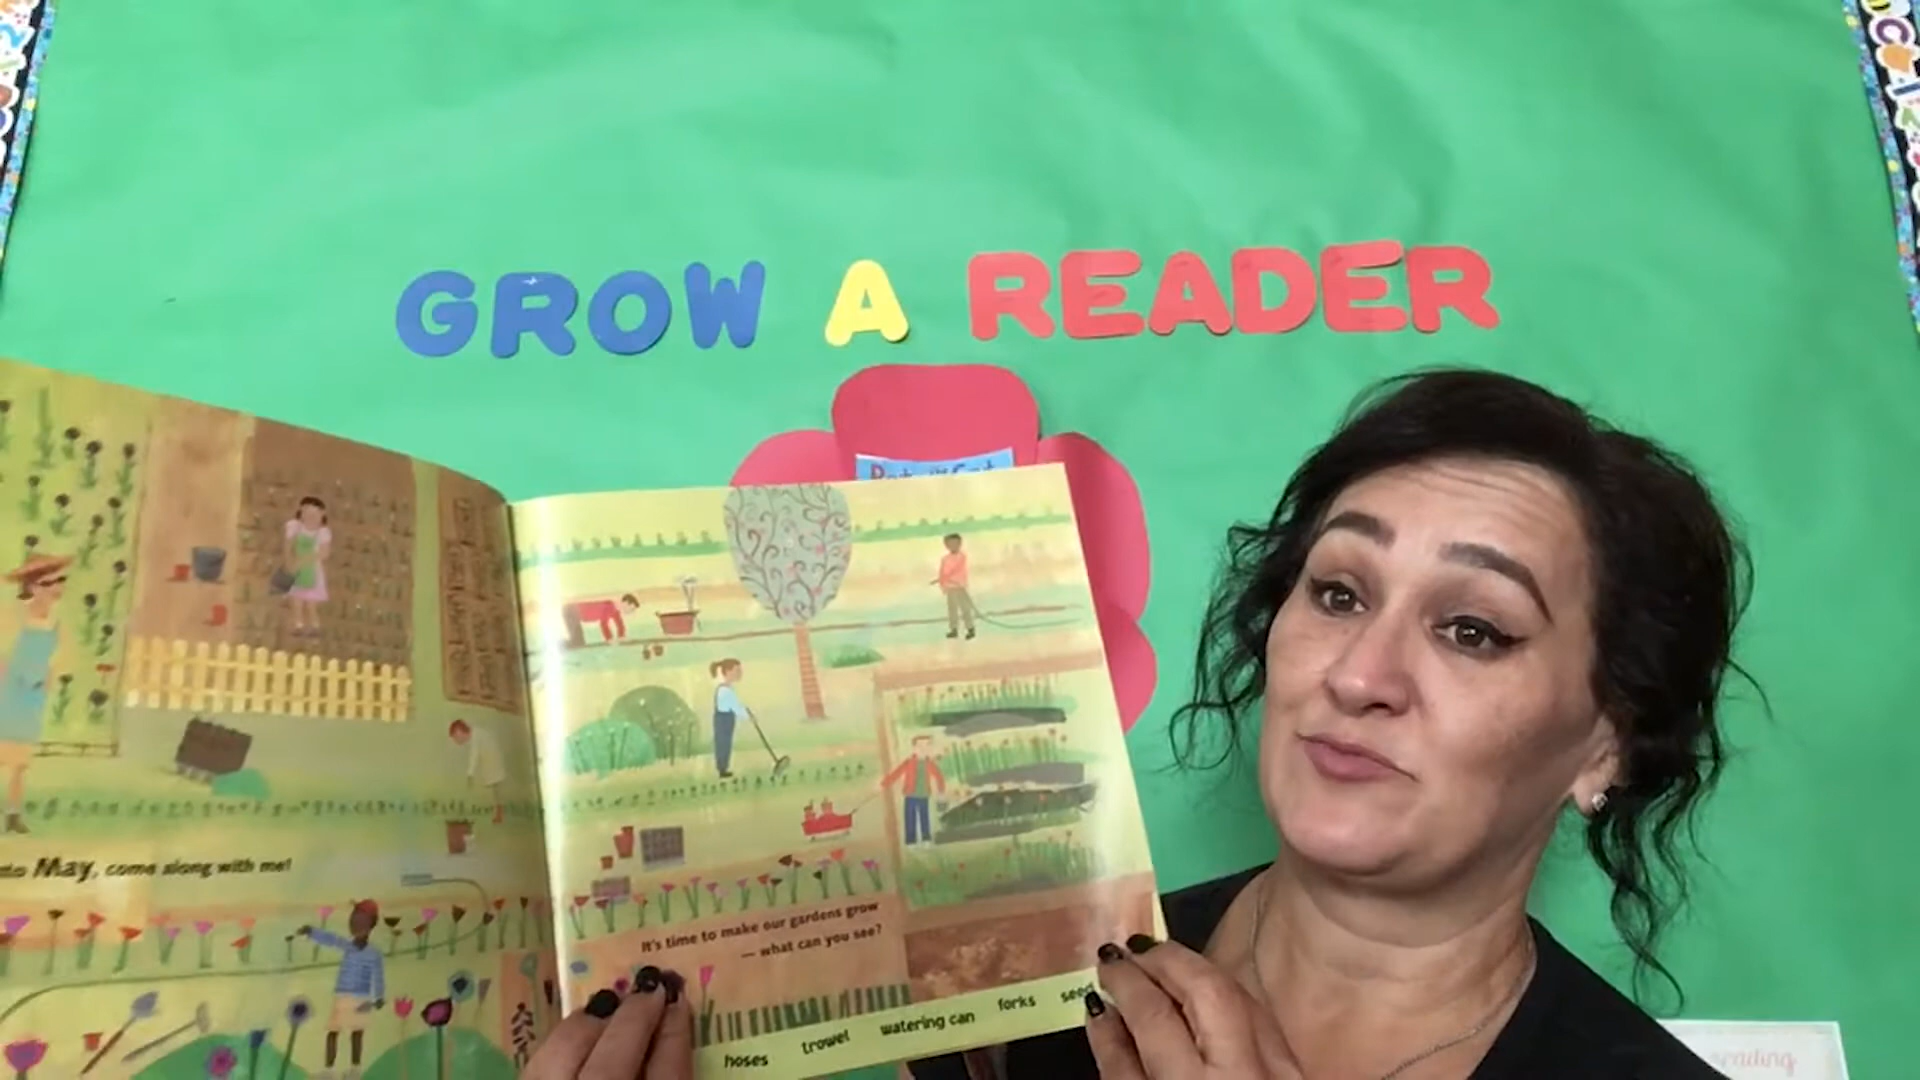 GROW A READER
May, come along with me!
It's time to make our gardens grow
— what can you see?
hoses trowel watering can forks